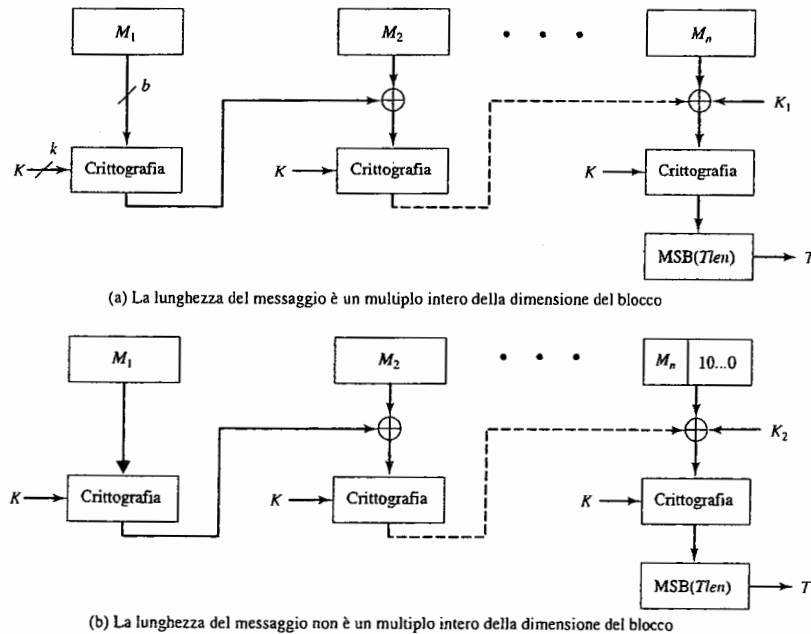 M1 M2 Mn
b
K1
k
K Crittografia K Crittografia K Crittografia
MSB(Tlen) T
(a) La lunghezza del messaggio è un multiplo intero della dimensione del blocco
M1 M2 Mn 10...0
K2
K Crittografia K Crittografia K Crittografia
MSB(Tlen) T
(b) La lunghezza del messaggio non è un multiplo intero della dimensione del blocco